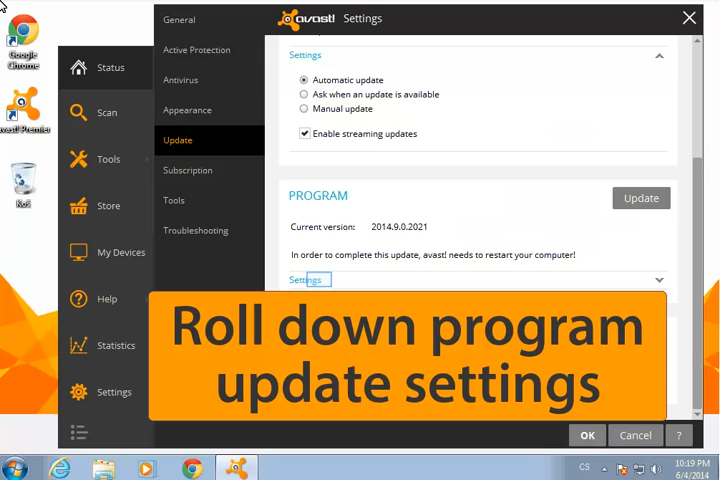 Google
Chrome
avast! Premier
Koš
Status
Scan
Tools
Store
My Devices
Help
Statistics
Settings
General
Active Protection
Antivirus
Appearance
Update
Subscription
Tools
Troubleshooting
avast! Settings
Settings
Automatic update
Ask when an update is available
Manual update
Enable streaming updates
PROGRAM
Update
Current version: 2014.9.0.2021
In order to complete this update, avast! needs to restart your computer!
Settings
Roll down program
update settings
OK Cancel ?
CS
10:19 PM
6/4/2014